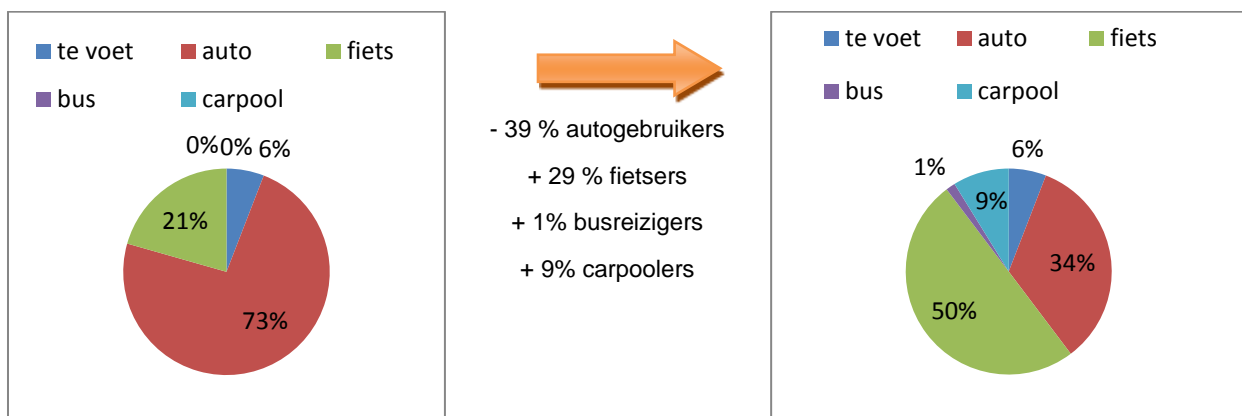 te voet auto fiets
bus carpool
0% 0% 6%
21%
73%
- 39 % autogebruikers
+ 29 % fietsers
+ 1% busreizigers
+ 9% carpoolers
te voet auto fiets
bus carpool
1% 9% 6%
34%
50%